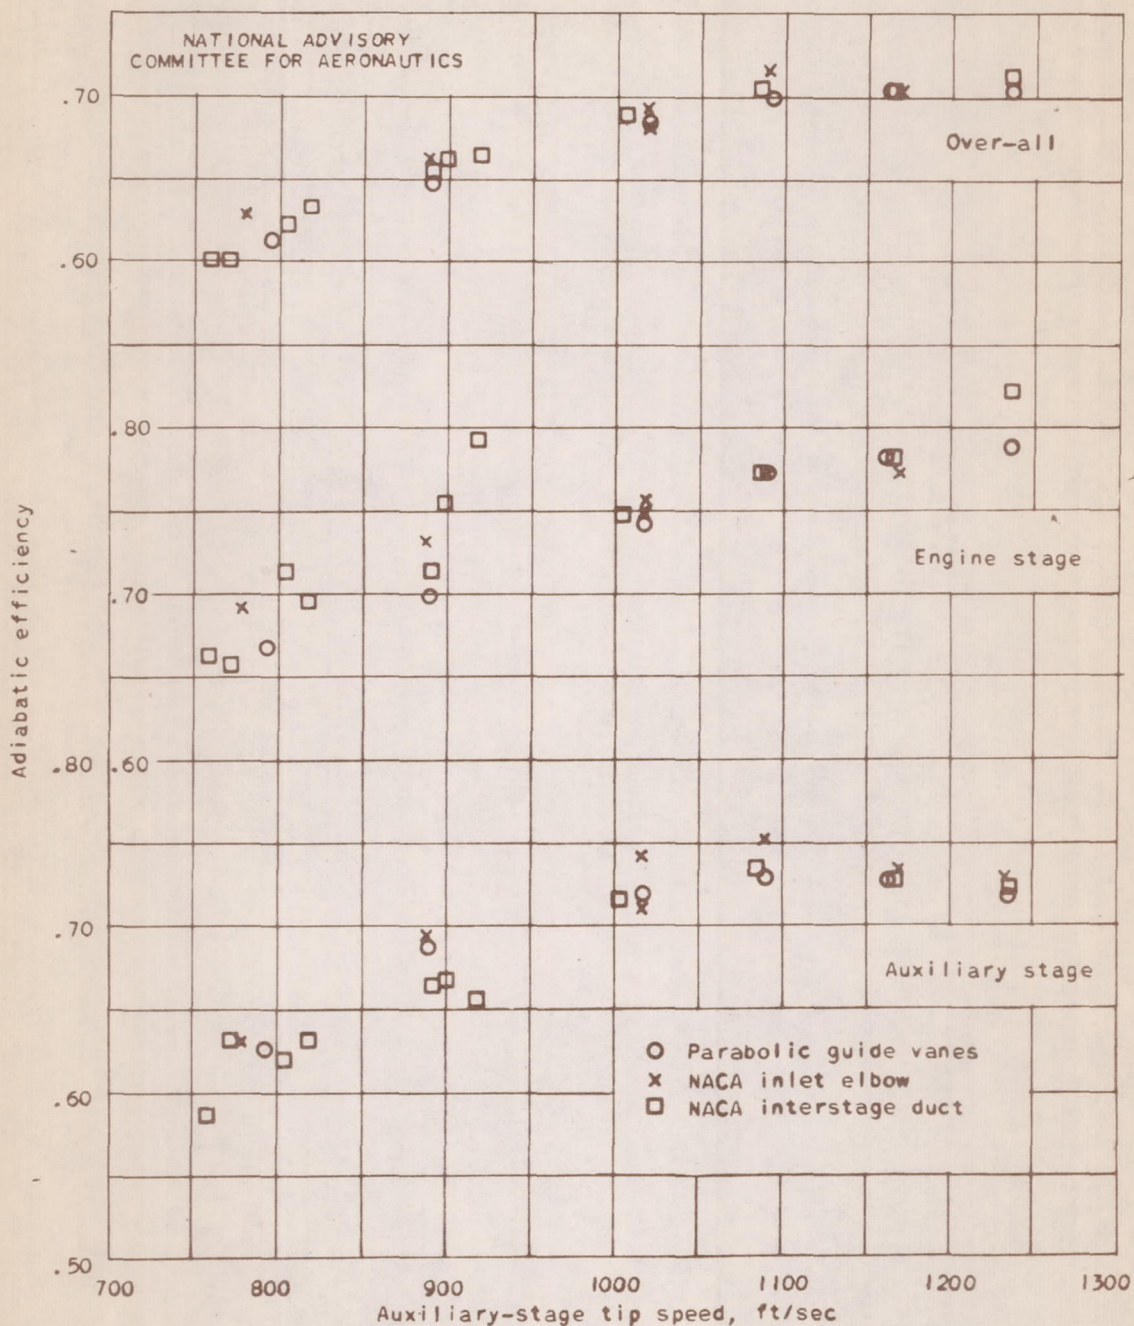 NATIONAL ADVISORY
COMMITTEE FOR AERONAUTICS
.70
Over-all
.60
.80
Engine stage
.70
Adiabatic efficiency
.80
.60
.70
Auxiliary stage
Parabolic guide vanes
NACA inlet elbow
.60
NACA interstage duct
.50
700
800
900
1000
1100
1200
1300
Auxiliary-stage tip speed, ft/sec